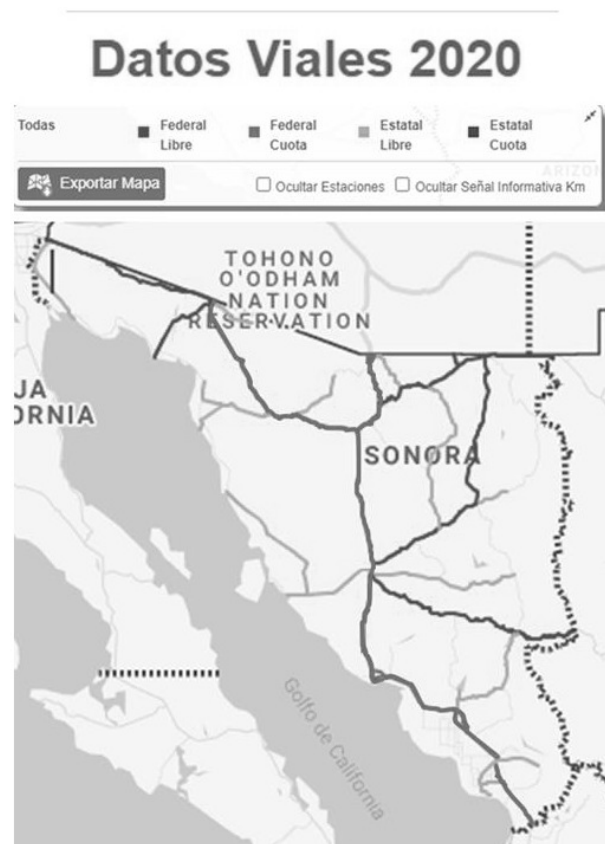 Datos Viales 2020
Todas
Federal
Libre
Federal
Cuota
Estatal
Libre
Estatal
Cuota
ARIZON
Exportar Mapa
Ocultar Estaciones
Ocultar Señal Informativa Km
TOHONO
O'ODHAM
NATION
RESERVATION
JA
ORNIA
SONORA
Golfo de California